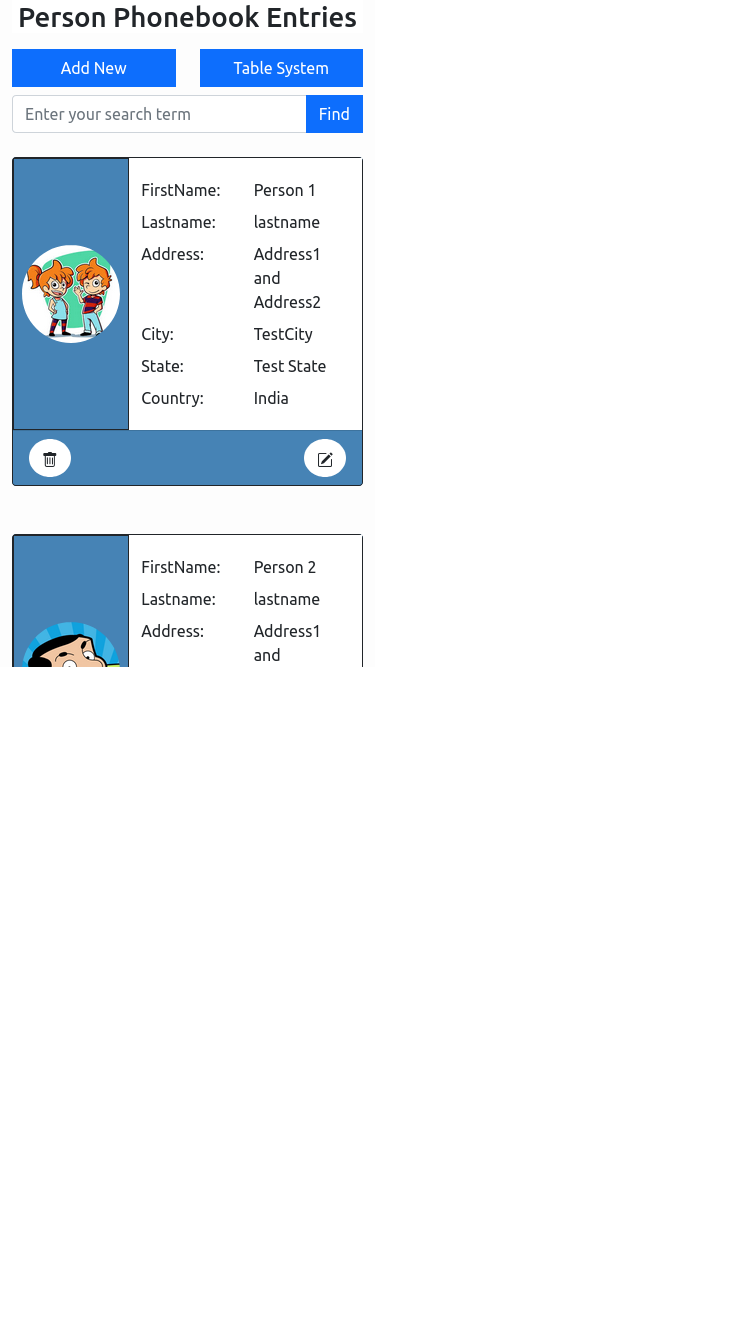 Person Phonebook Entries
Add New Table System
Enter your search term Find
FirstName: Person 1
Lastname: lastname
Address: Address1
and
Address2
City: TestCity
State: Test State
Country: India
FirstName: Person 2
Lastname: lastname
Address: Address1
and